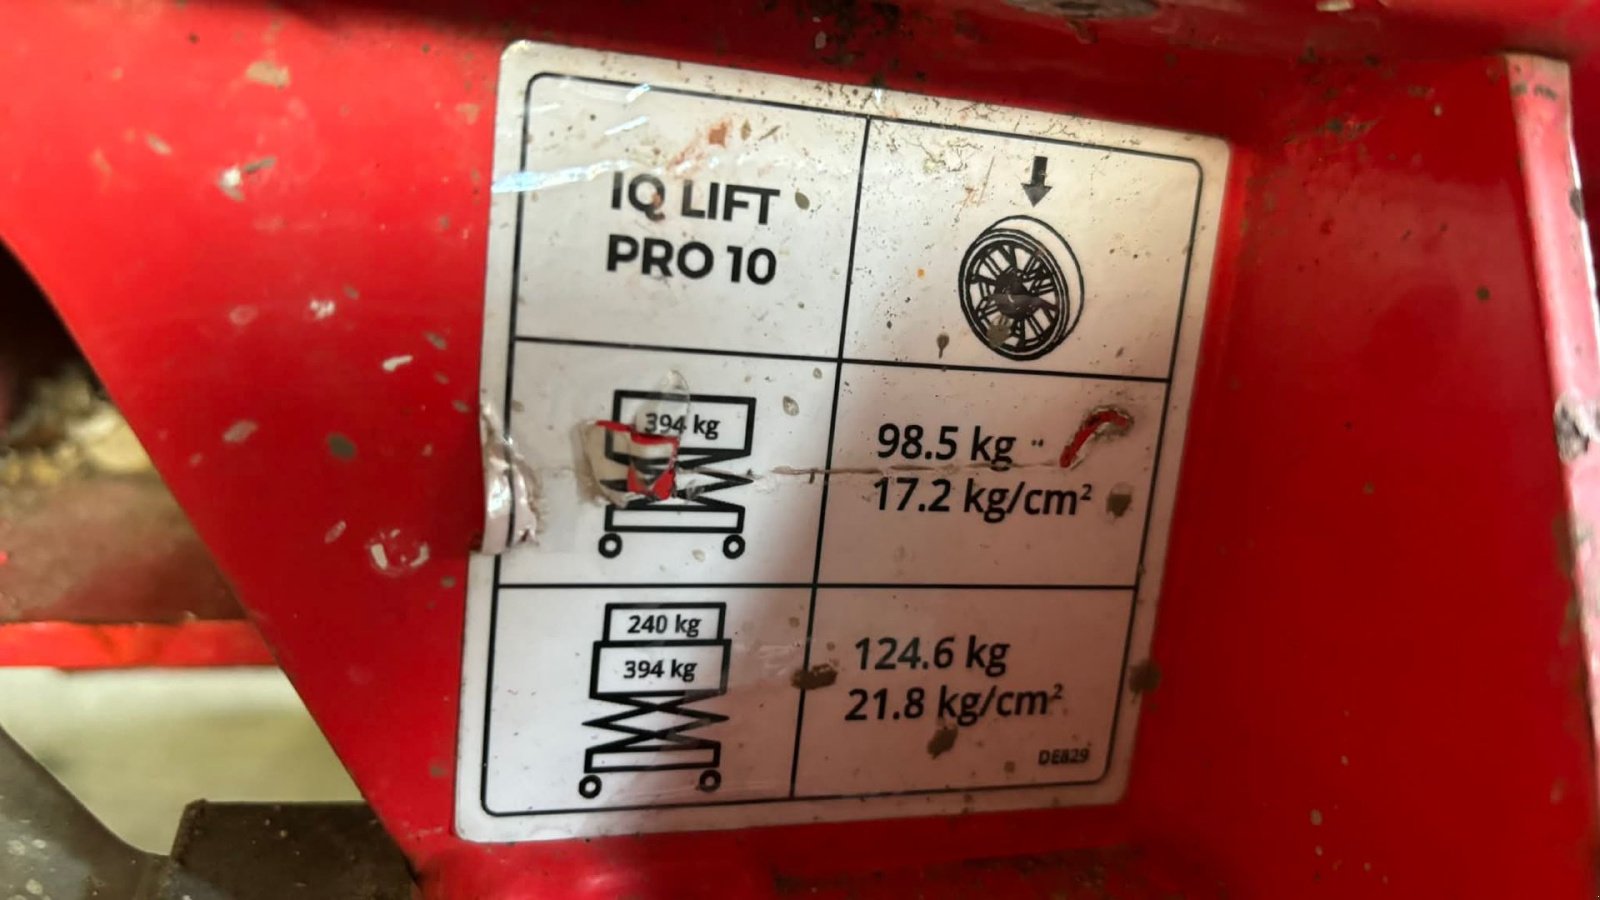 IQ LIFT
PRO 10
394 kg
98.5 kg
17.2 kg/cm²
240 kg
394 kg
124.6 kg
21.8 kg/cm²
DE829